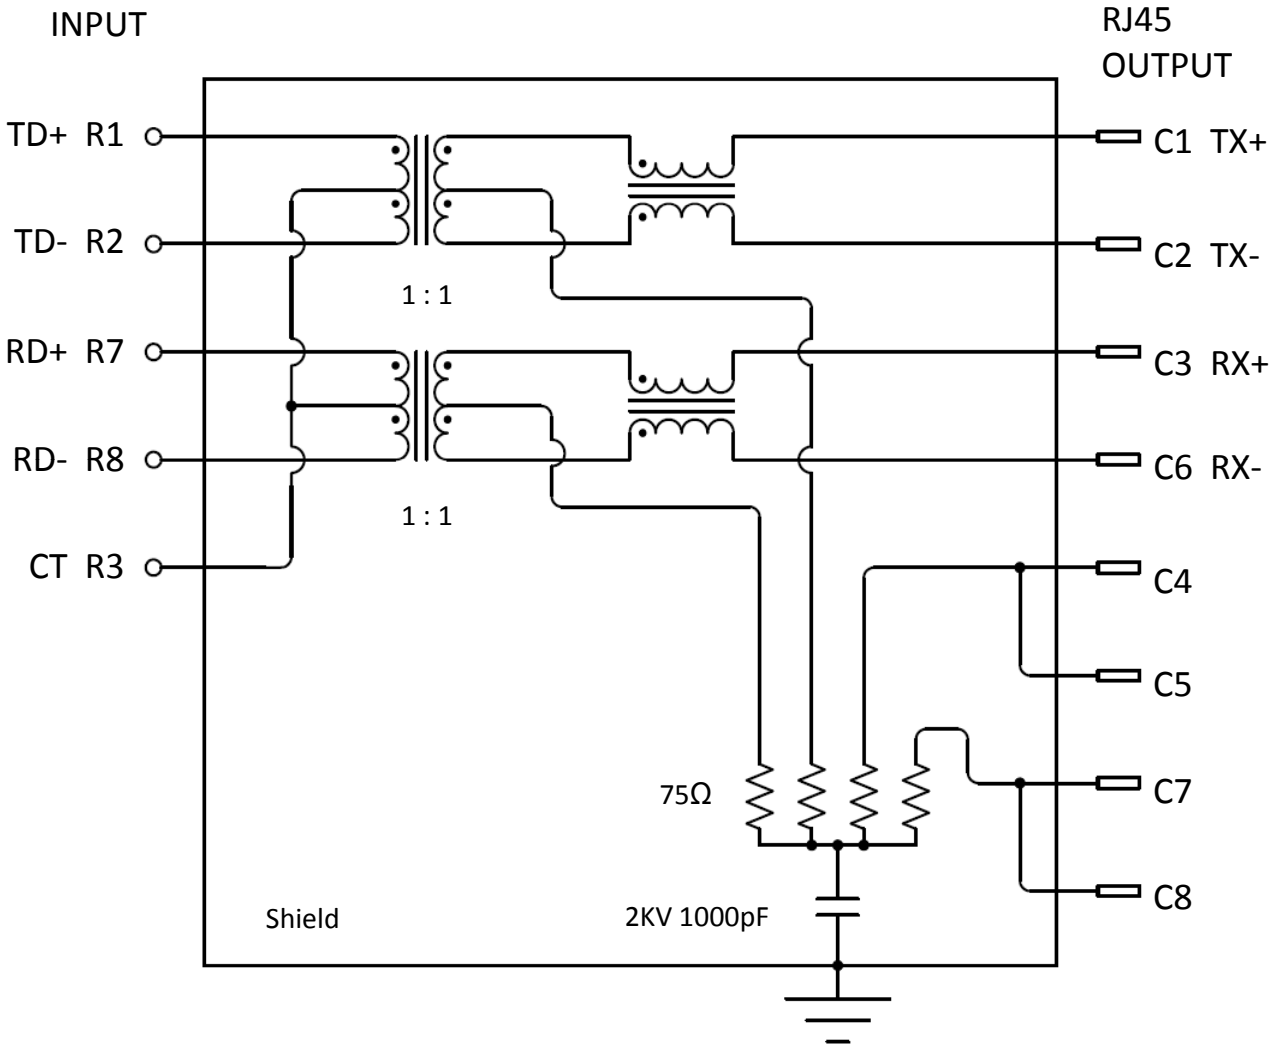 INPUT
RJ45
OUTPUT
TD+ R1
C1 TX+
TD- R2
C2 TX-
1 : 1
RD+ R7
C3 RX+
RD- R8
C6 RX-
1 : 1
CT R3
C4
C5
75Ω
C7
C8
Shield
2KV 1000pF